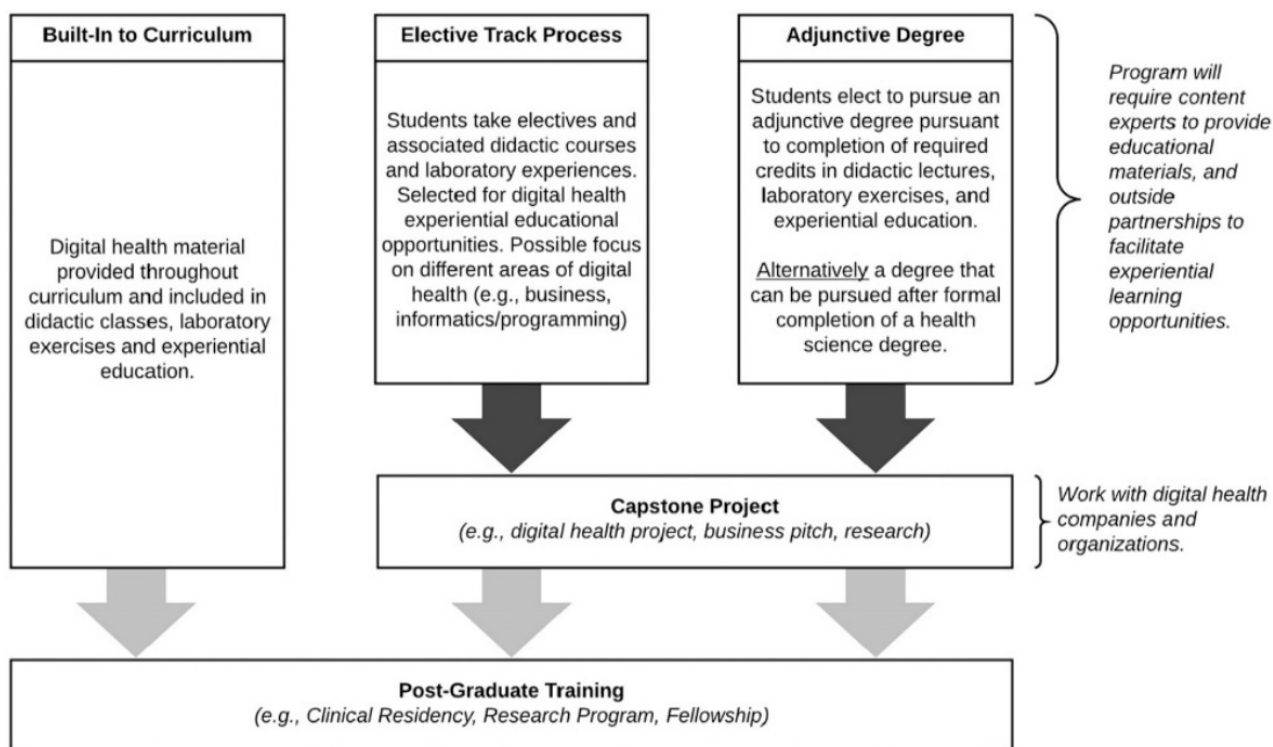 Built-In to Curriculum
Digital health material
provided throughout
curriculum and included in
didactic classes, laboratory
exercises and experiential
education.
Elective Track Process
Students take electives and
associated didactic courses
and laboratory experiences.
Selected for digital health
experiential educational
opportunities. Possible focus
on different areas of digital
health (e.g., business,
informatics/programming)
Adjunctive Degree
Students elect to pursue an
adjunctive degree pursuant
to completion of required
credits in didactic lectures,
laboratory exercises, and
experiential education.
Alternatively a degree that
can be pursued after formal
completion of a health
science degree.
Program will
require content
experts to provide
educational
materials, and
outside
partnerships to
facilitate
experiential
learning
opportunities.
Capstone Project
(e.g., digital health project, business pitch, research)
Work with digital health
companies and
organizations.
Post-Graduate Training
(e.g., Clinical Residency, Research Program, Fellowship)